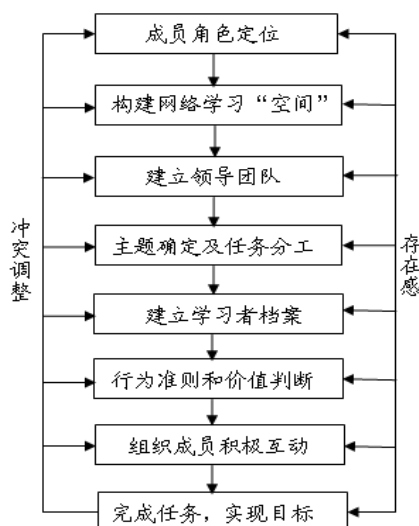 成员角色定位
构建网络学习“空间”
建立领导团队
主题确定及任务分工
建立学习者档案
行为准则和价值判断
组织成员积极互动
完成任务，实现目标
冲突调整
存在感